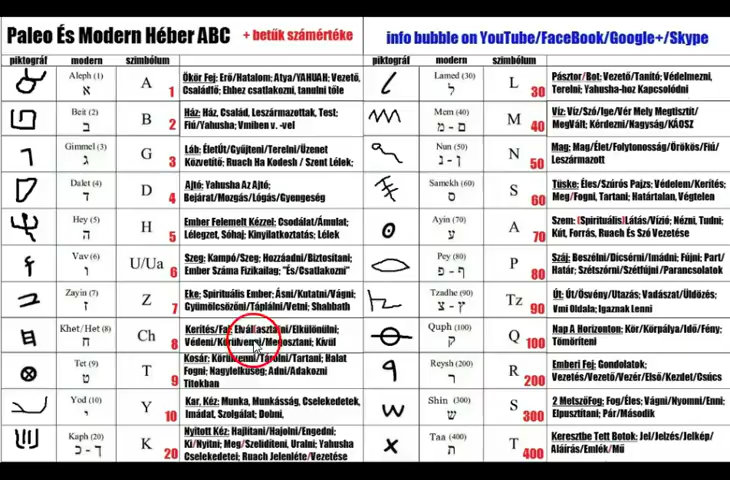 Paleo És Modern Héber ABC + betűk számértéke
info bubble on YouTube/FaceBook/Google+/Skype
piktográf modern szimbólum
piktográf modern szimbólum
Aleph (1)
א
A
1
Ökör Fej: Erő/Hatalom: Atya/YAHUAH: Vezető,
Családfő: Ehhez csatlakozni, tanulni tőle
Beit (2)
ב
B
2
Ház: Ház, Család, Leszármazottak, Test:
Fiú/Yahusha: Vmiben v. -vel
Gimmel (3)
ג
G
3
Láb: ÉletÚt/Gyűjteni/Terelni/Üzenet
Közvetítő: Ruach Ha Kodesh / Szent Lélek:
Dalet (4)
ד
D
4
Ajtó: Yahusha Az Ajtó:
Bejárat/Mozgás/Lógás/Gyengeség
Hey (5)
ה
H
5
Ember Felemelt Kézzel: Csodálat/Ámulat:
Lélegzet, Sóhaj: Kinyilatkoztatás: Lélek
Vav (6)
ו
U/Ua
6
Szeg: Kampó/Szeg: Hozzáadni/Biztosítani:
Ember Száma Fizikailag: "És/Csatlakozni"
Zayin (7)
ז
Z
7
Eke: Spirituális Ember: Ásni/Kutatni/Vágni:
Gyümölcsözöni/Táplálni/Vetni: Shabbath
Khet/Het (8)
ח
Ch
8
Kerítés/Fal: Elválasztani/Elkülönülni:
Védeni/Körülvenni/Megosztani: Kívül
Tet (9)
ט
T
9
Kosár: Körülvenni/Tárolni/Tartani: Halat
Fogni: Nagylelkűség: Adni/Adakozni
Titokban
Yod (10)
י
Y
10
Kar, Kéz: Munka, Munkásság, Cselekedetek,
Imádat, Szolgálat: Dobni,
Kaph (20)
ך - כ
K
20
Nyitott Kéz: Hajlítani/Hajolni/Engedni:
Ki/Nyitni: Meg/Szelídíteni, Uralni: Yahusha
Cselekedetei: Ruach Jelenléte/Vezetése
Lamed (30)
ל
L
30
Pásztor/Bot: Vezető/Tanító: Védelmezni,
Terelni: Yahusha-hoz Kapcsolódni
Mem (40)
ם - מ
M
40
Víz: Víz/Szó/Ige/Vér Mely Megtisztít/
MegVált: Kérdezni/Nagyság/KÁOSZ
Nun (50)
ן - נ
N
50
Mag: Mag/Élet/Folytonosság/Örökös/Fiú/
Leszármazott
Samekh (60)
ס
S
60
Tüske: Éles/Szúrós Pajzs: Védelem/Kerítés:
Meg/Fogni, Tartani: Határtalan, Végtelen
Ayin (70)
ע
A
70
Szem: (Spirituális)Látás/Vízió: Nézni, Tudni:
Kút, Forrás, Ruach És Szó Vezetése
Pey (80)
ף - פ
P
80
Száj: Beszélni/Dicsérni/Imádni: Fújni: Part/
Határ: Szétszórni/Szétfújni/Parancsolatok
Tzadhe (90)
ץ - צ
Tz
90
Út: Út/Ösvény/Utazás: Vadászat/Üldözés:
Vmi Oldala: Igaznak Lenni
Quph (100)
ק
Q
100
Nap A Horizonton: Kör/Körpálya/Idő/Fény:
Tömöríteni
Reysh (200)
ר
R
200
Emberi Fej: Gondolatok:
Vezetés/Vezet/Vezér/Első/Kezdet/Csúcs
Shin (300)
ש
S
300
2 MetszőFog: Fog/Éles: Vágni/Nyomni/Enni:
Elpusztítani: Pár/Második
Taa (400)
ת
T
400
Keresztbe Tett Botok: Jel/Jelzés/Jelkép/
Aláírás/Emlék/Mű